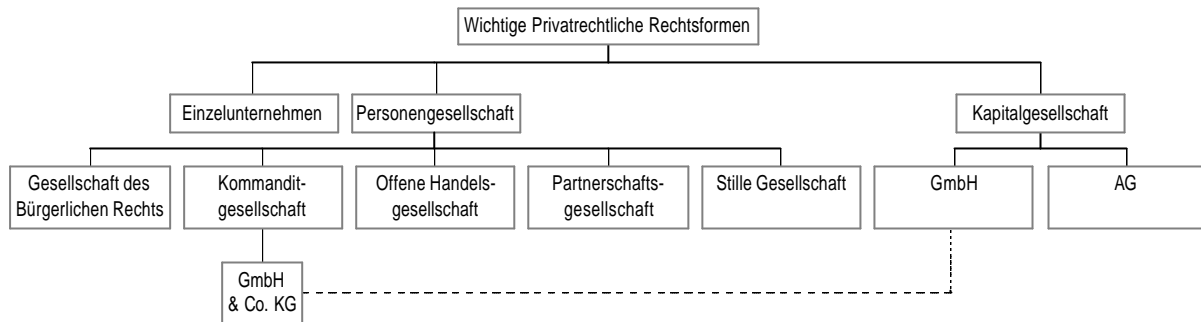 Wichtige Privatrechtliche Rechtsformen
Einzelunternehmen
Personengesellschaft
Kapitalgesellschaft
Gesellschaft des
Bürgerlichen Rechts
Kommandit-
gesellschaft
Offene Handels-
gesellschaft
Partnerschafts-
gesellschaft
Stille Gesellschaft
GmbH
AG
GmbH
& Co. KG